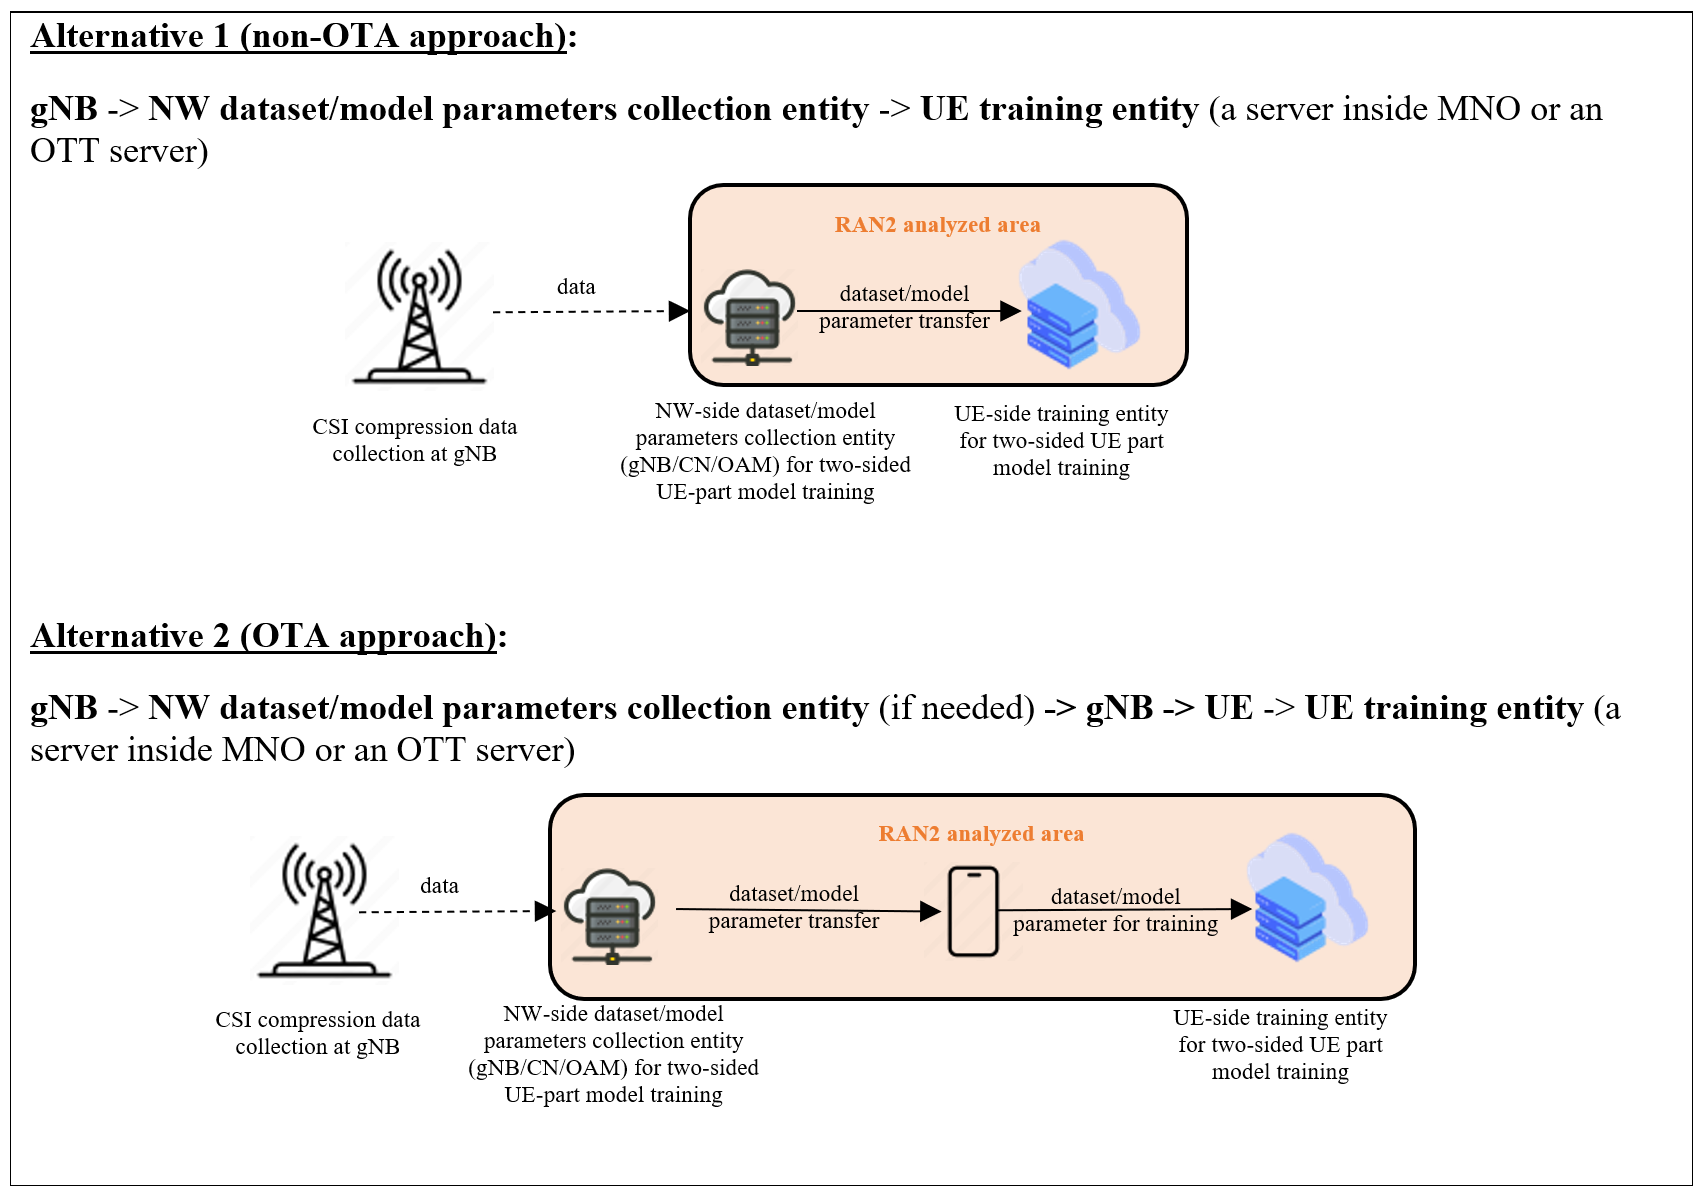 Alternative 1 (non-OTA approach):
gNB -> NW dataset/model parameters collection entity -> UE training entity (a server inside MNO or an
OTT server)
RAN2 analyzed area
data
dataset/model
parameter transfer
CSI compression data
collection at gNB
NW-side dataset/model
parameters collection entity
(gNB/CN/OAM) for two-sided
UE-part model training
UE-side training entity
for two-sided UE part
model training
Alternative 2 (OTA approach):
gNB -> NW dataset/model parameters collection entity (if needed) -> gNB -> UE -> UE training entity (a
server inside MNO or an OTT server)
RAN2 analyzed area
data
dataset/model
parameter transfer
dataset/model
parameter for training
CSI compression data
collection at gNB
NW-side dataset/model
parameters collection entity
(gNB/CN/OAM) for two-sided
UE-part model training
UE-side training entity
for two-sided UE part
model training